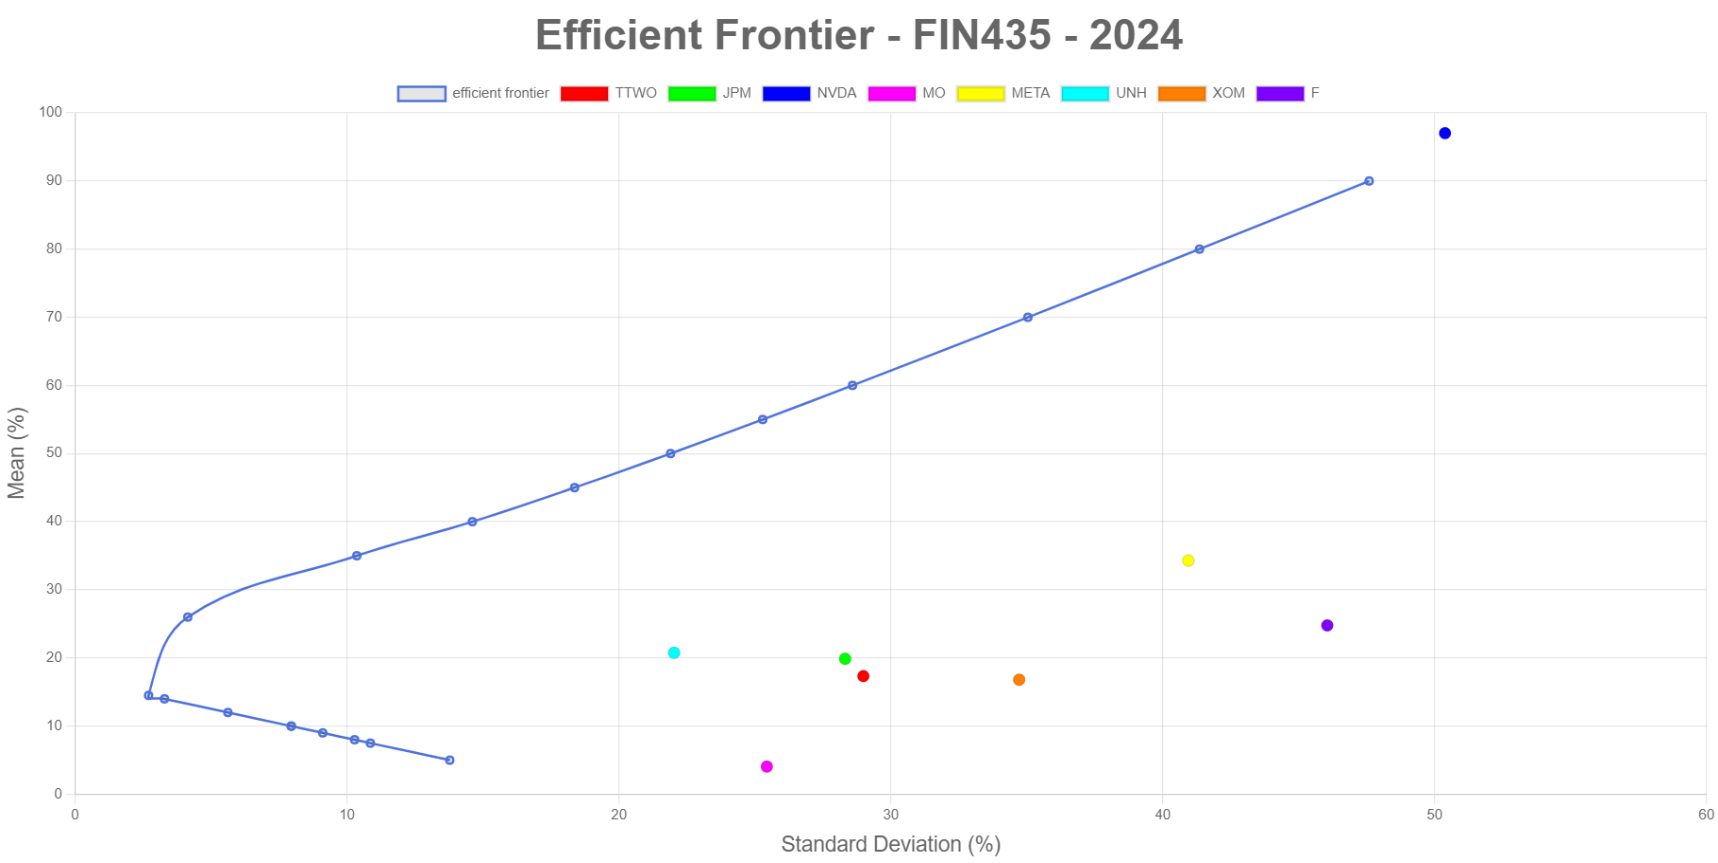 Efficient Frontier - FIN435 - 2024
efficient frontier TTWO JPM NVDA MO META UNH XOM F
100
90
80
70
60
50
40
30
20
10
0
Mean (%)
0 10 20 30 40 50 60
Standard Deviation (%)